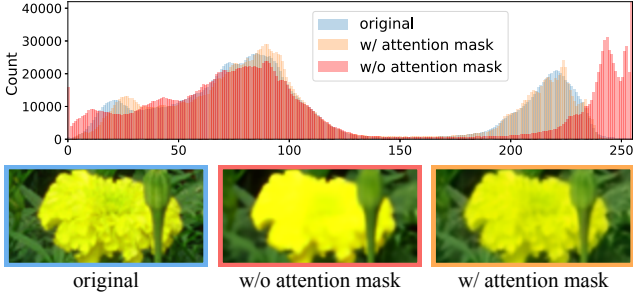 40000
30000
20000
10000
0
Count
original
w/ attention mask
w/o attention mask
0 50 100 150 200 250
original w/o attention mask w/ attention mask